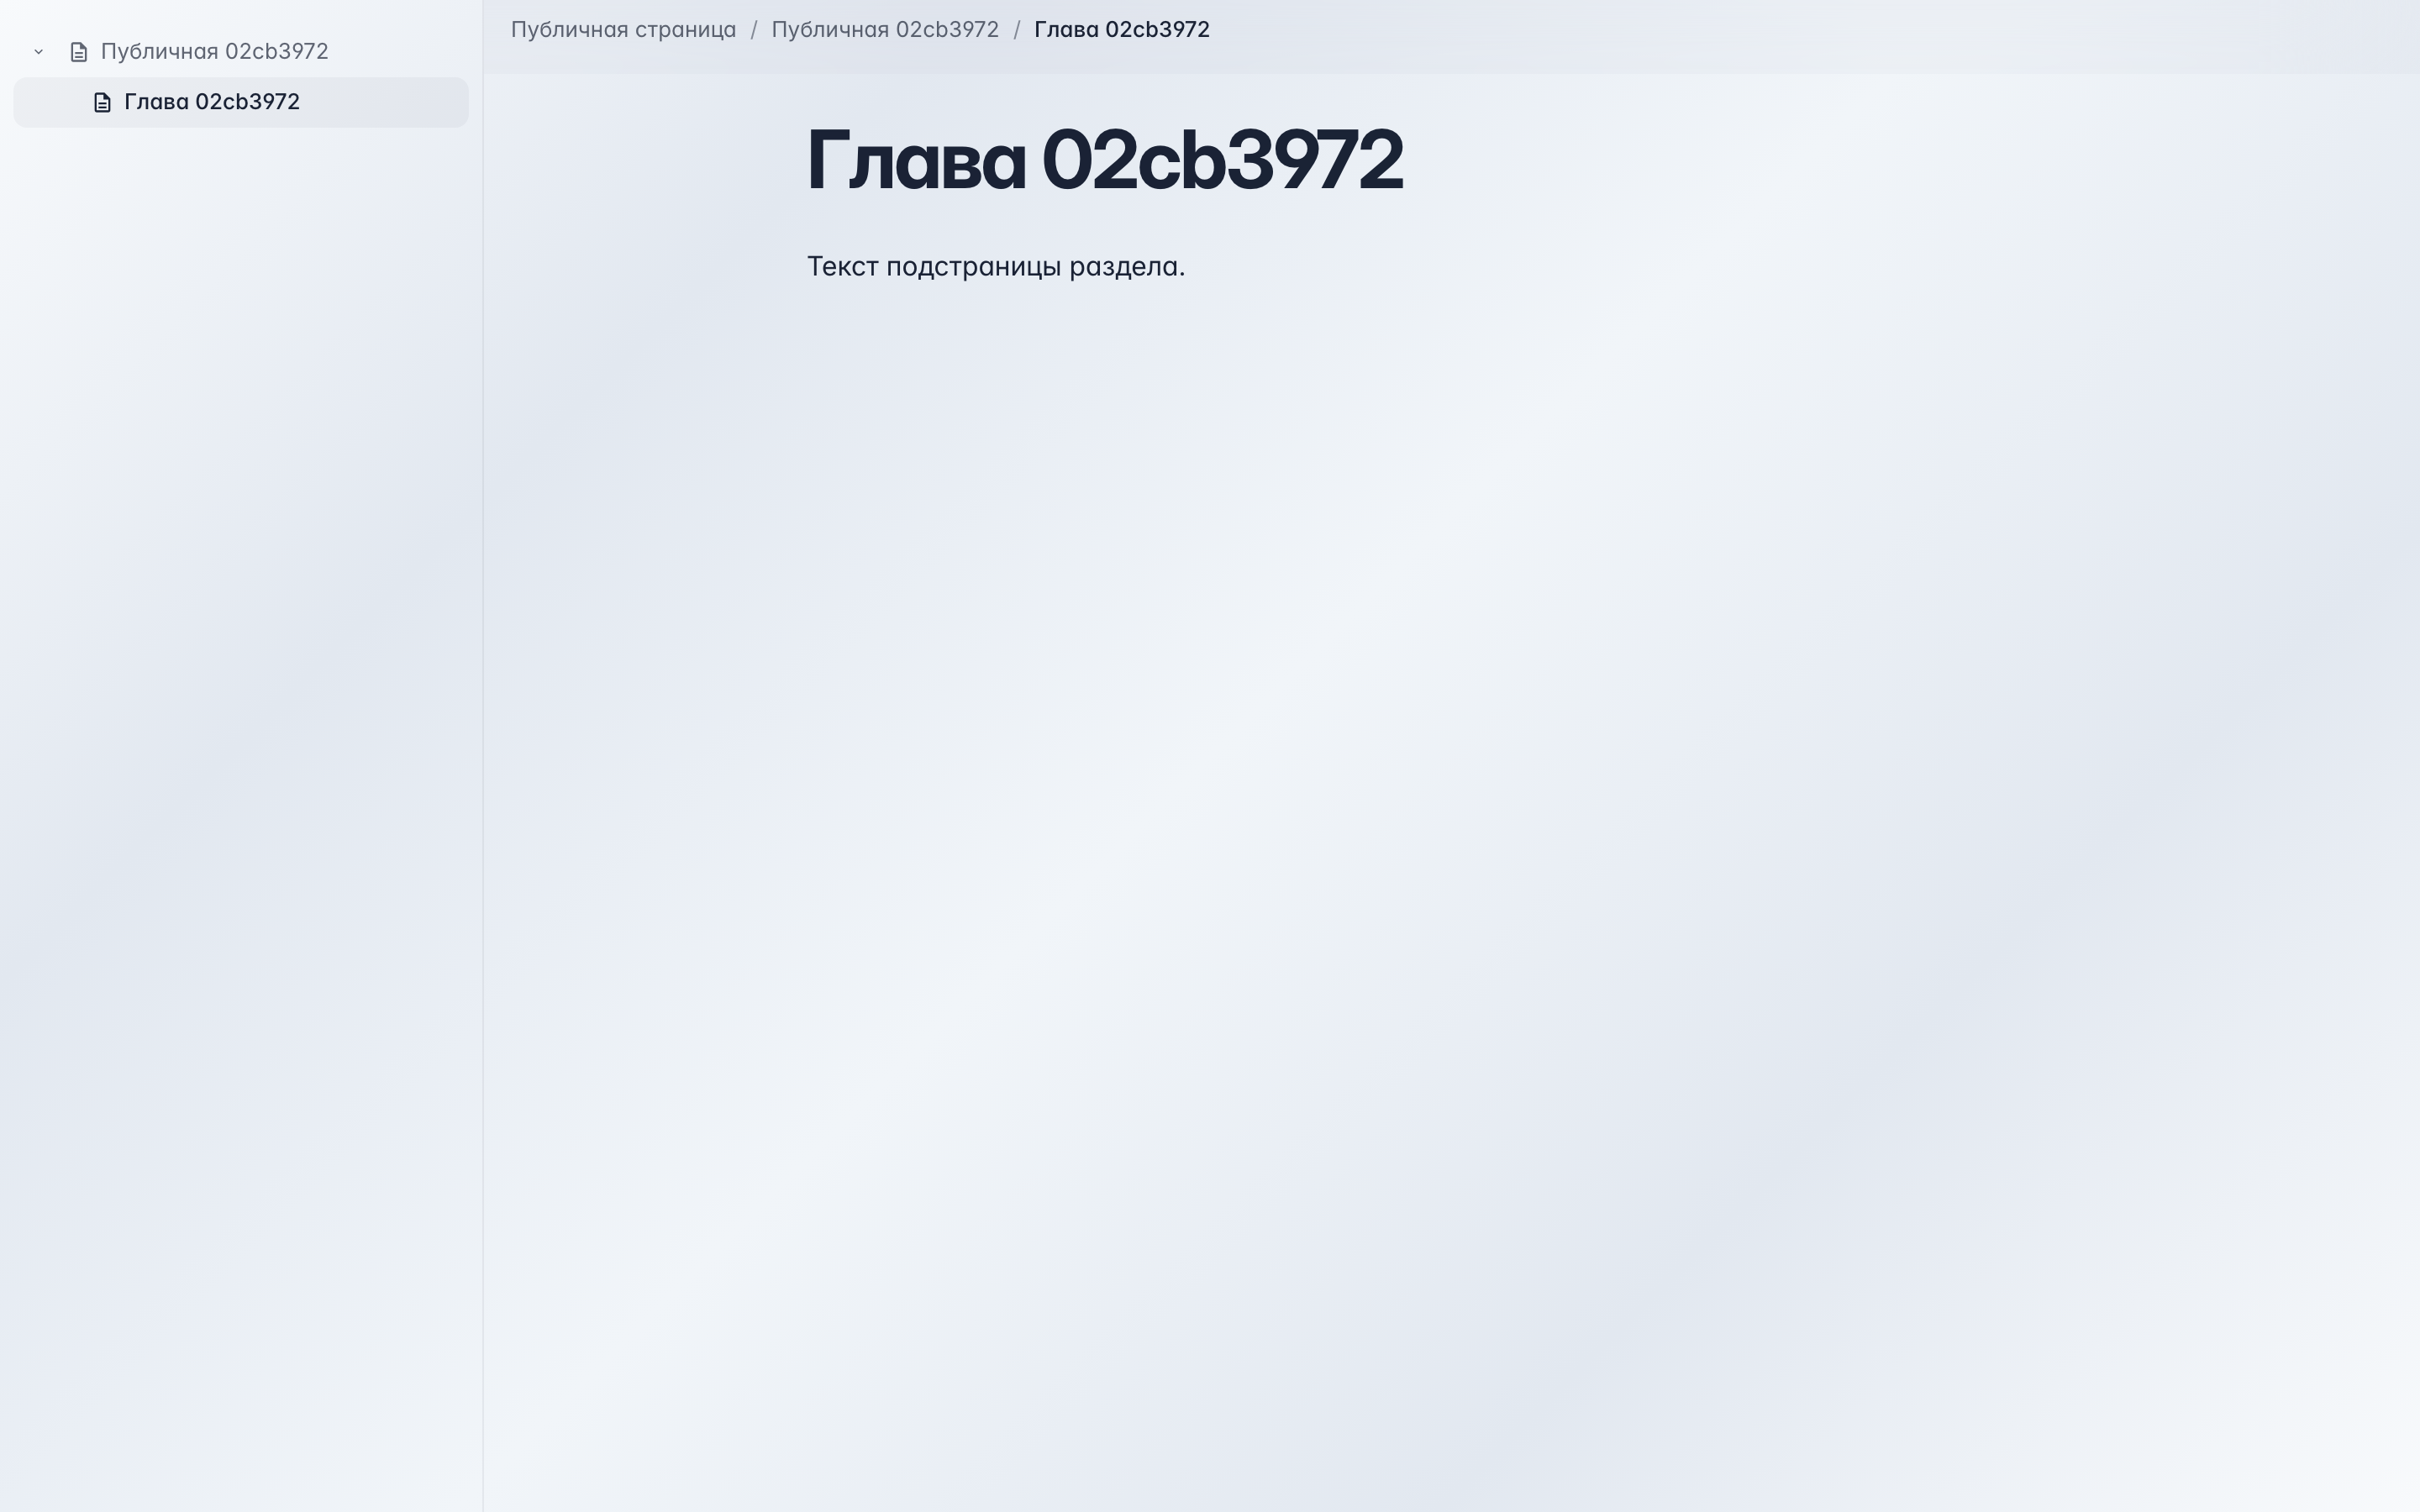 Публичная 02cb3972
Глава 02cb3972
Публичная страница / Публичная 02cb3972 / Глава 02cb3972
Глава 02cb3972
Текст подстраницы раздела.